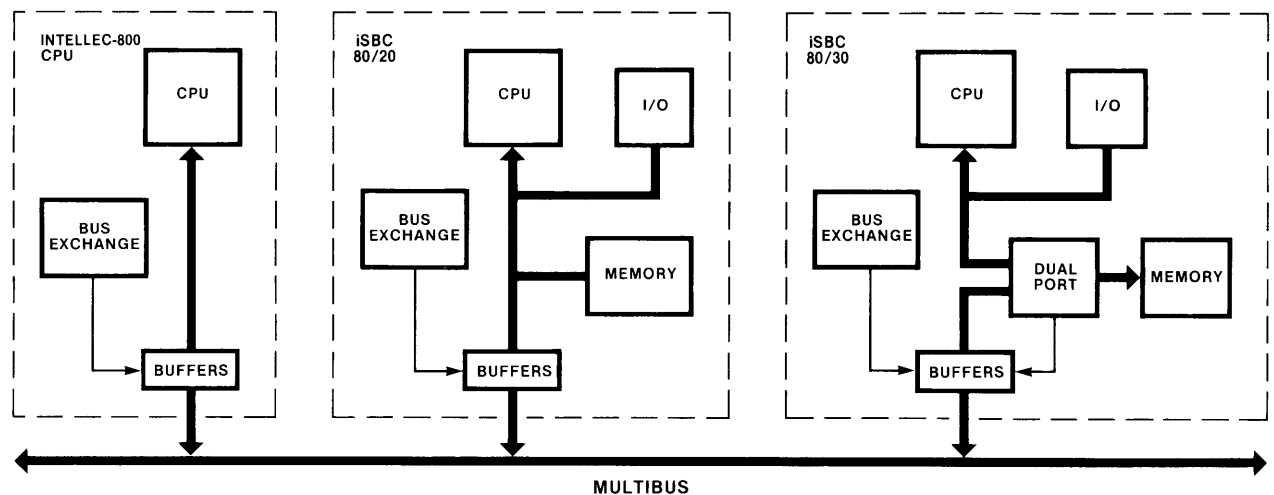 INTELLEC-800
CPU
CPU
BUS
EXCHANGE
BUFFERS
iSBC
80/20
CPU
I/O
BUS
EXCHANGE
MEMORY
BUFFERS
iSBC
80/30
CPU
I/O
BUS
EXCHANGE
DUAL
PORT
MEMORY
BUFFERS
MULTIBUS